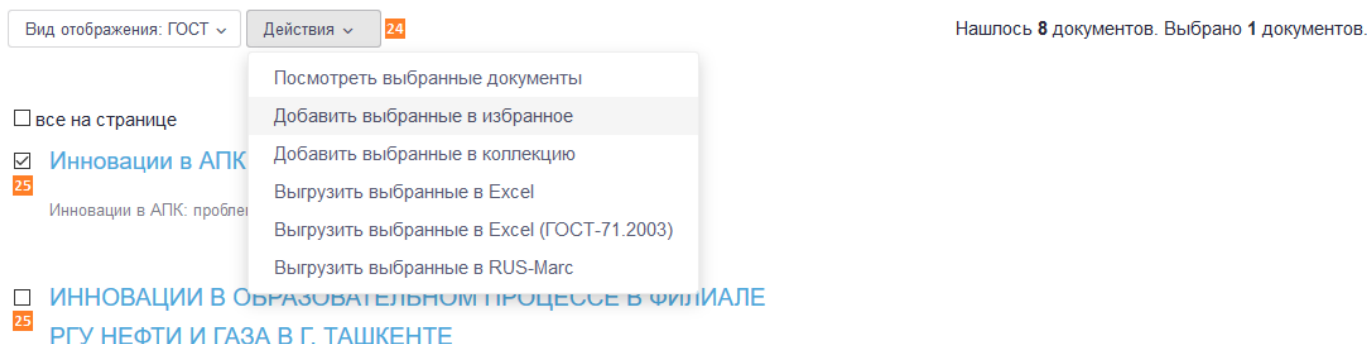 Вид отображения: ГОСТ Действия 24 Нашлось 8 документов. Выбрано 1 документов.
Посмотреть выбранные документы
все на странице Добавить выбранные в избранное
Инновации в АПК Добавить выбранные в коллекцию
25 Выгрузить выбранные в Excel
Инновации в АПК:
Выгрузить выбранные в Excel (ГОСТ-71.2003)
Выгрузить выбранные в RUS-Marc
ИННОВАЦИИ В ОБРАЗОВАТЕЛЬНОМ ПРОЦЕССЕ В ФИЛИАЛЕ
25
РГУ НЕФТИ И ГАЗА В Г. ТАШКЕНТЕ